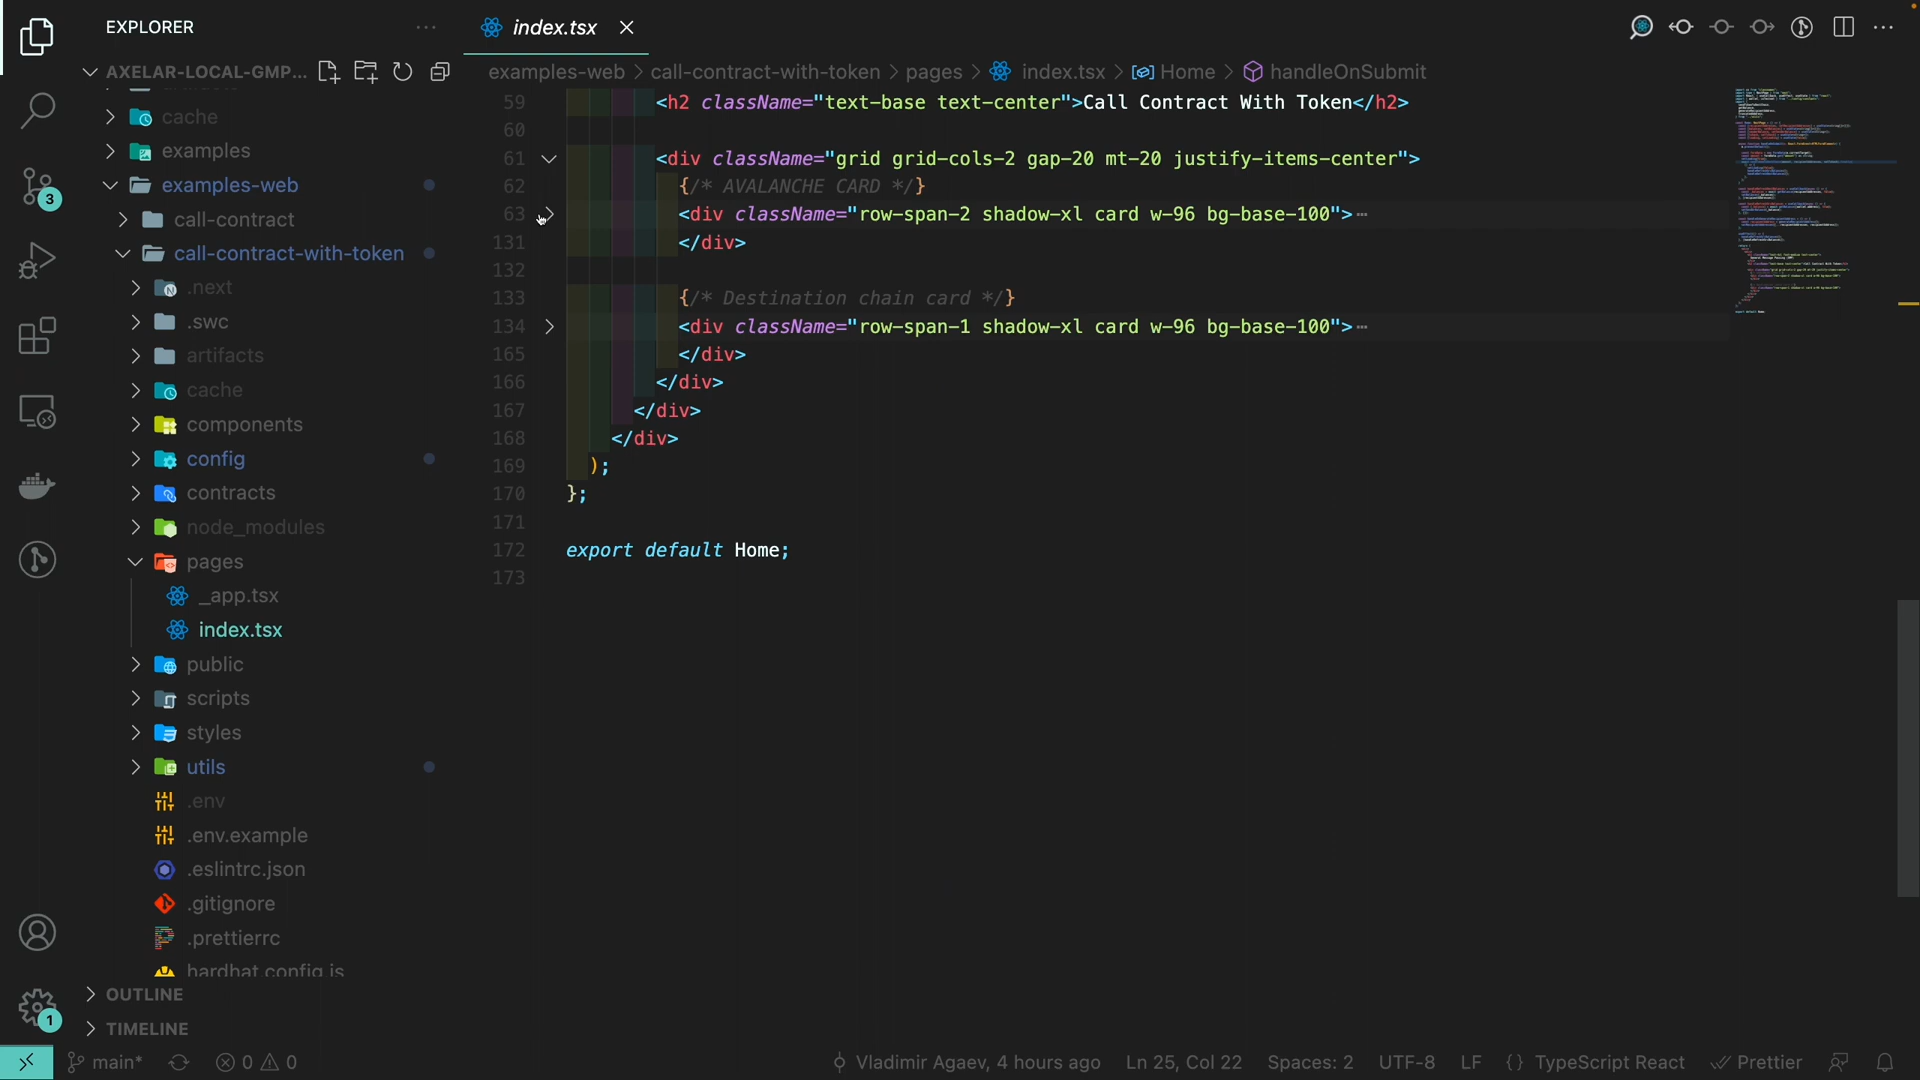 EXPLORER
index.tsx
AXELAR-LOCAL-GMP...
examples-web > call-contract-with-token > pages > index.tsx > Home > handleOnSubmit
cache
examples
examples-web
call-contract
call-contract-with-token
.next
.swc
artifacts
cache
components
config
contracts
node_modules
pages
_app.tsx
index.tsx
public
scripts
styles
utils
.env
.env.example
.eslintrc.json
.gitignore
.prettierrc
hardhat.config.js
OUTLINE
TIMELINE
59 <h2 className="text-base text-center">Call Contract With Token</h2>
60
61 <div className="grid grid-cols-2 gap-20 mt-20 justify-items-center">
62 {/* AVALANCHE CARD */}
63 <div className="row-span-2 shadow-xl card w-96 bg-base-100">
131 </div>
132
133 {/* Destination chain card */}
134 <div className="row-span-1 shadow-xl card w-96 bg-base-100">
165 </div>
166 </div>
167 </div>
168 </div>
169 );
170 };
171
172 export default Home;
173
3
1
main* 0 0 Vladimir Agaev, 4 hours ago Ln 25, Col 22 Spaces: 2 UTF-8 LF {} TypeScript React Prettier